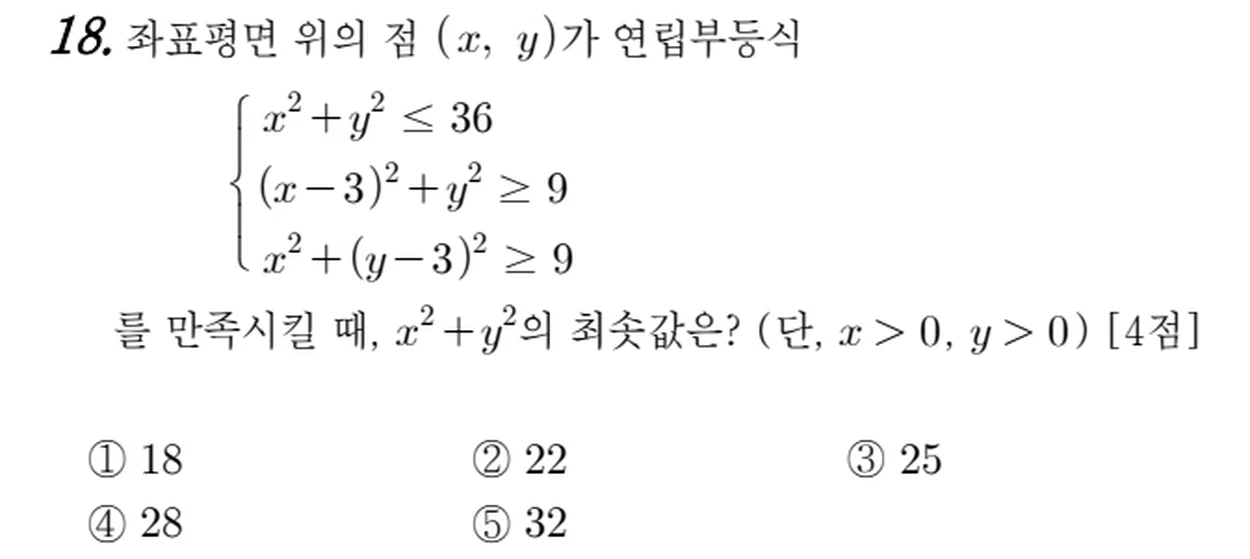 18. 좌표평면 위의 점 (x, y)가 연립부등식
x² + y² ≤ 36
(x-3)² + y² ≥ 9
x² + (y-3)² ≥ 9
를 만족시킬 때, x² + y²의 최솟값은? (단, x > 0, y > 0) [4점]
① 18 ② 22 ③ 25
④ 28 ⑤ 32